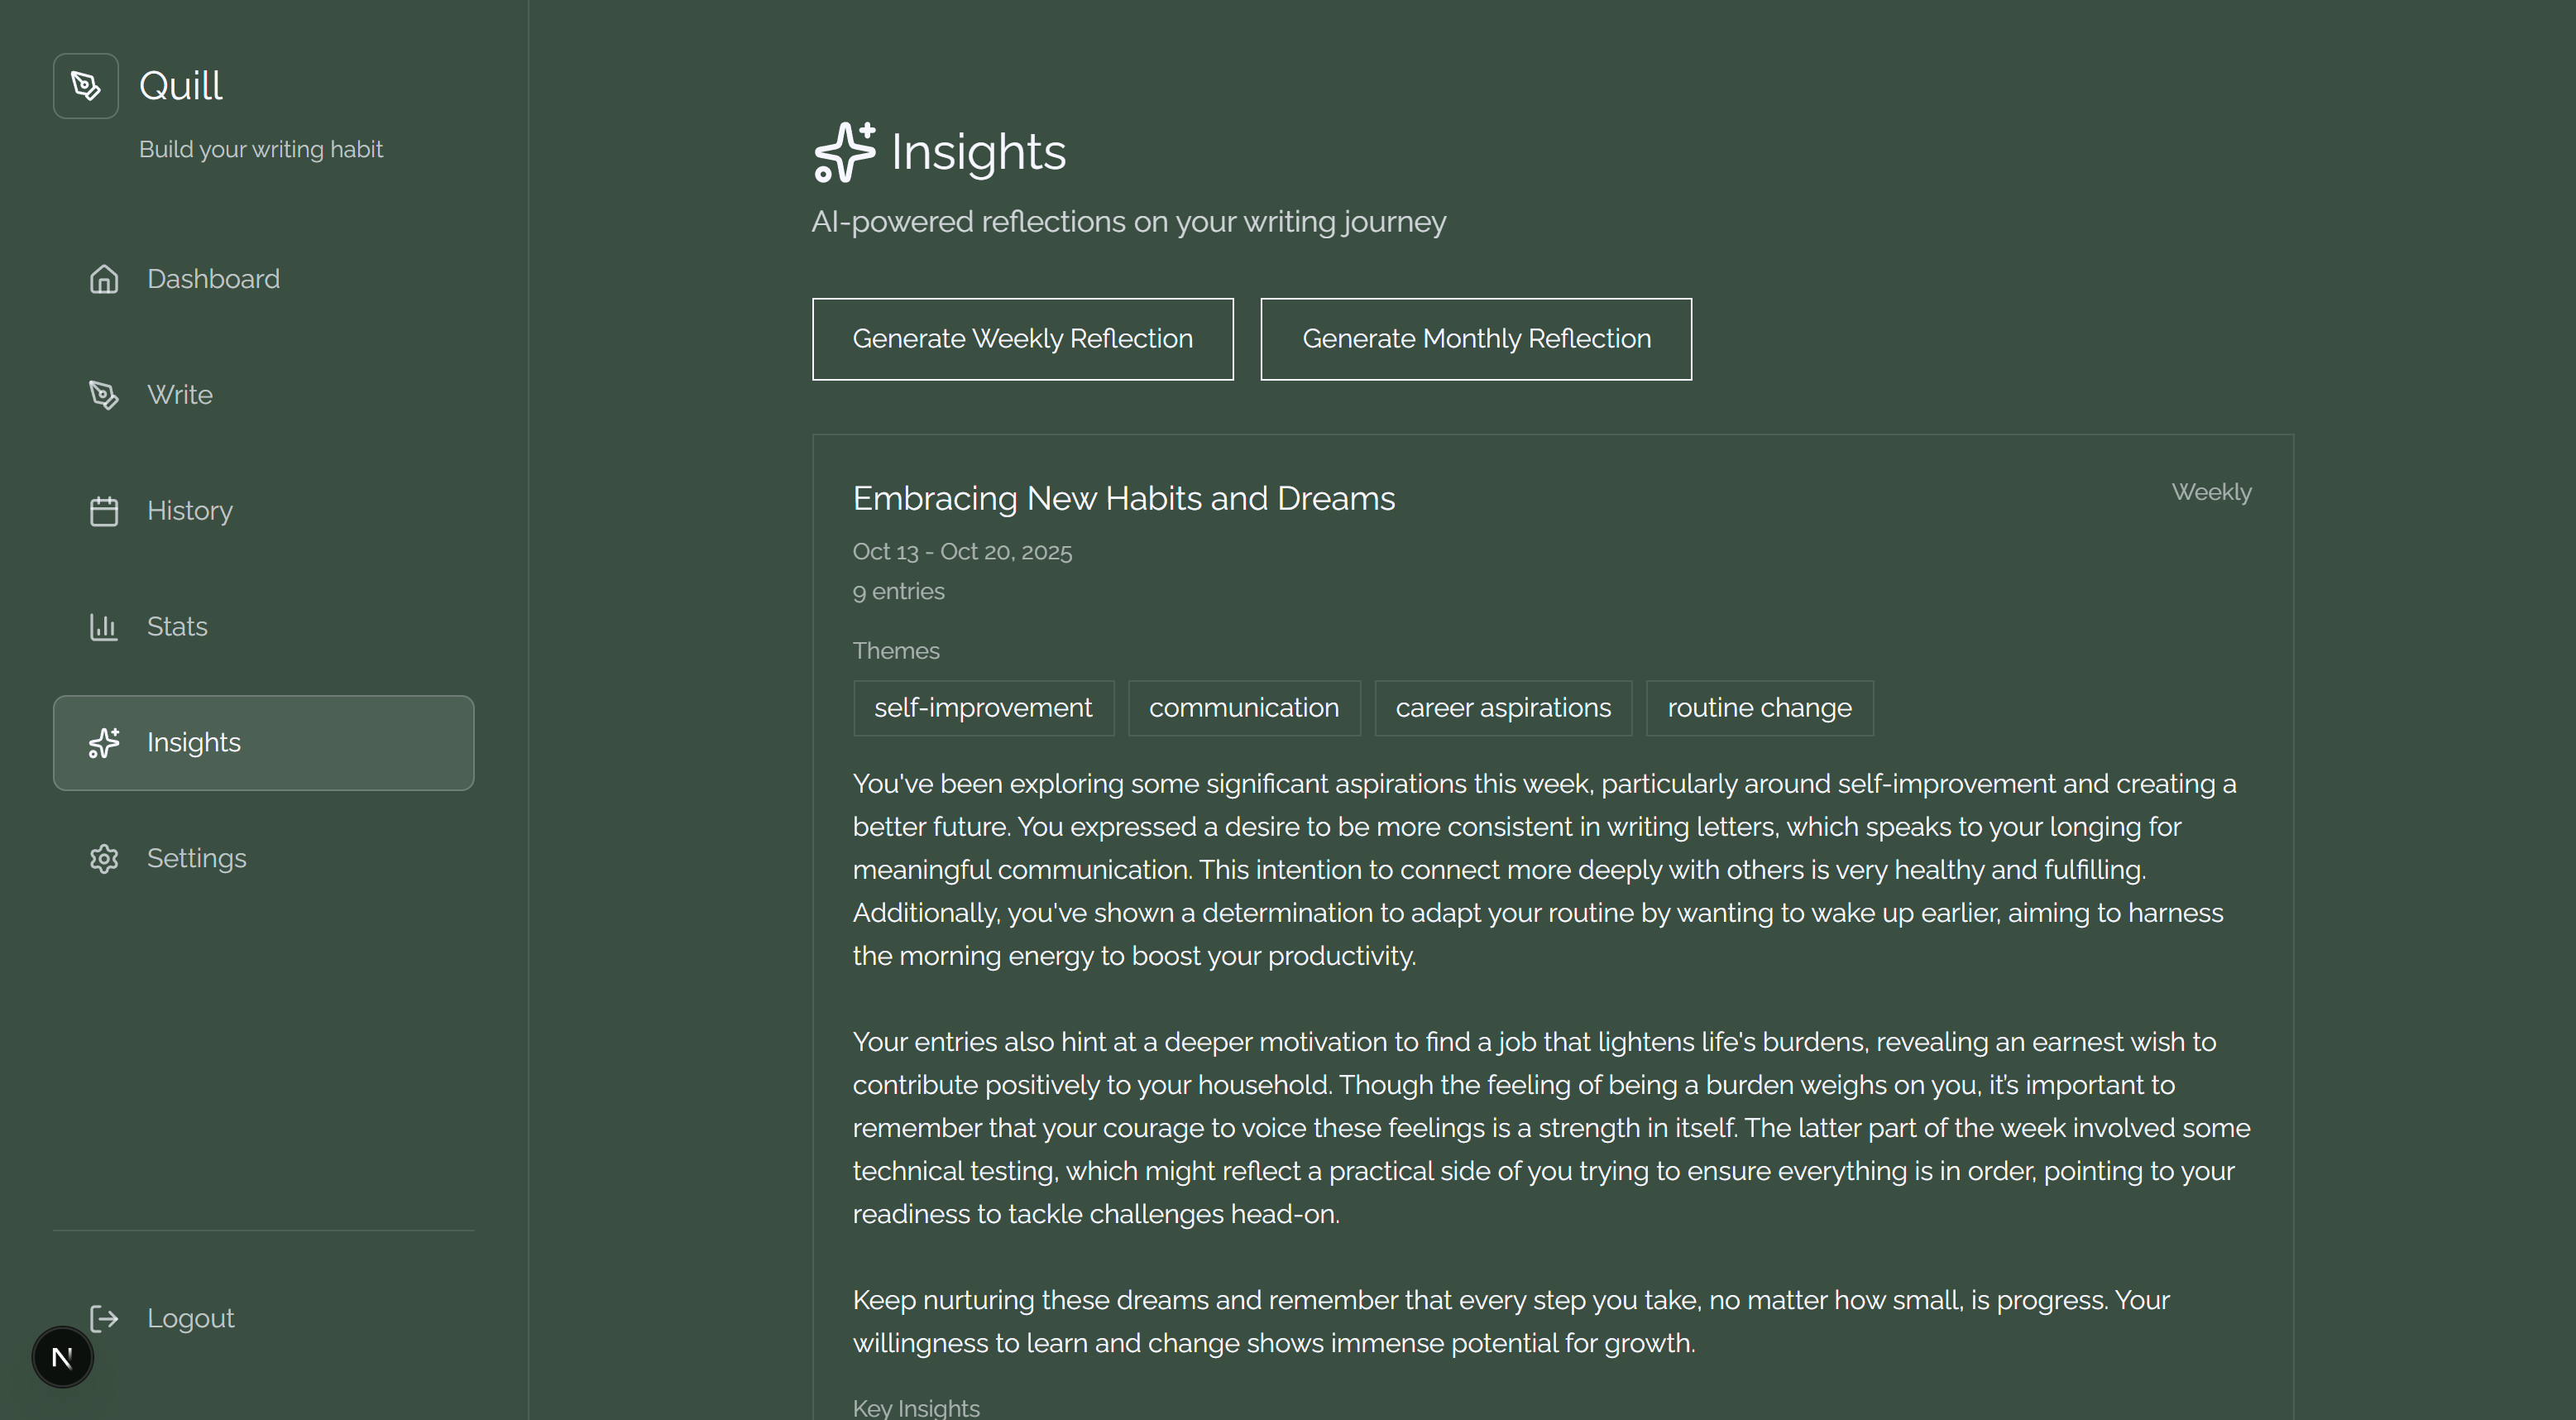 Quill
Build your writing habit
Dashboard
Write
History
Stats
Insights
Settings
Logout
N
Insights
AI-powered reflections on your writing journey
Generate Weekly Reflection
Generate Monthly Reflection
Embracing New Habits and Dreams
Weekly
Oct 13 - Oct 20, 2025
9 entries
Themes
self-improvement
communication
career aspirations
routine change
You've been exploring some significant aspirations this week, particularly around self-improvement and creating a
better future. You expressed a desire to be more consistent in writing letters, which speaks to your longing for
meaningful communication. This intention to connect more deeply with others is very healthy and fulfilling.
Additionally, you've shown a determination to adapt your routine by wanting to wake up earlier, aiming to harness
the morning energy to boost your productivity.
Your entries also hint at a deeper motivation to find a job that lightens life's burdens, revealing an earnest wish to
contribute positively to your household. Though the feeling of being a burden weighs on you, it’s important to
remember that your courage to voice these feelings is a strength in itself. The latter part of the week involved some
technical testing, which might reflect a practical side of you trying to ensure everything is in order, pointing to your
readiness to tackle challenges head-on.
Keep nurturing these dreams and remember that every step you take, no matter how small, is progress. Your
willingness to learn and change shows immense potential for growth.
Key Insights